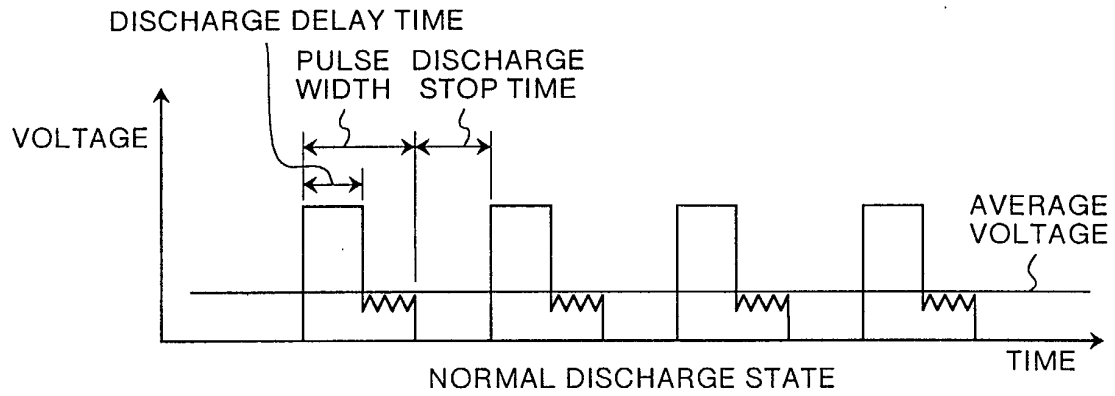 DISCHARGE DELAY TIME
PULSE WIDTH
DISCHARGE STOP TIME
VOLTAGE
AVERAGE VOLTAGE
TIME
NORMAL DISCHARGE STATE